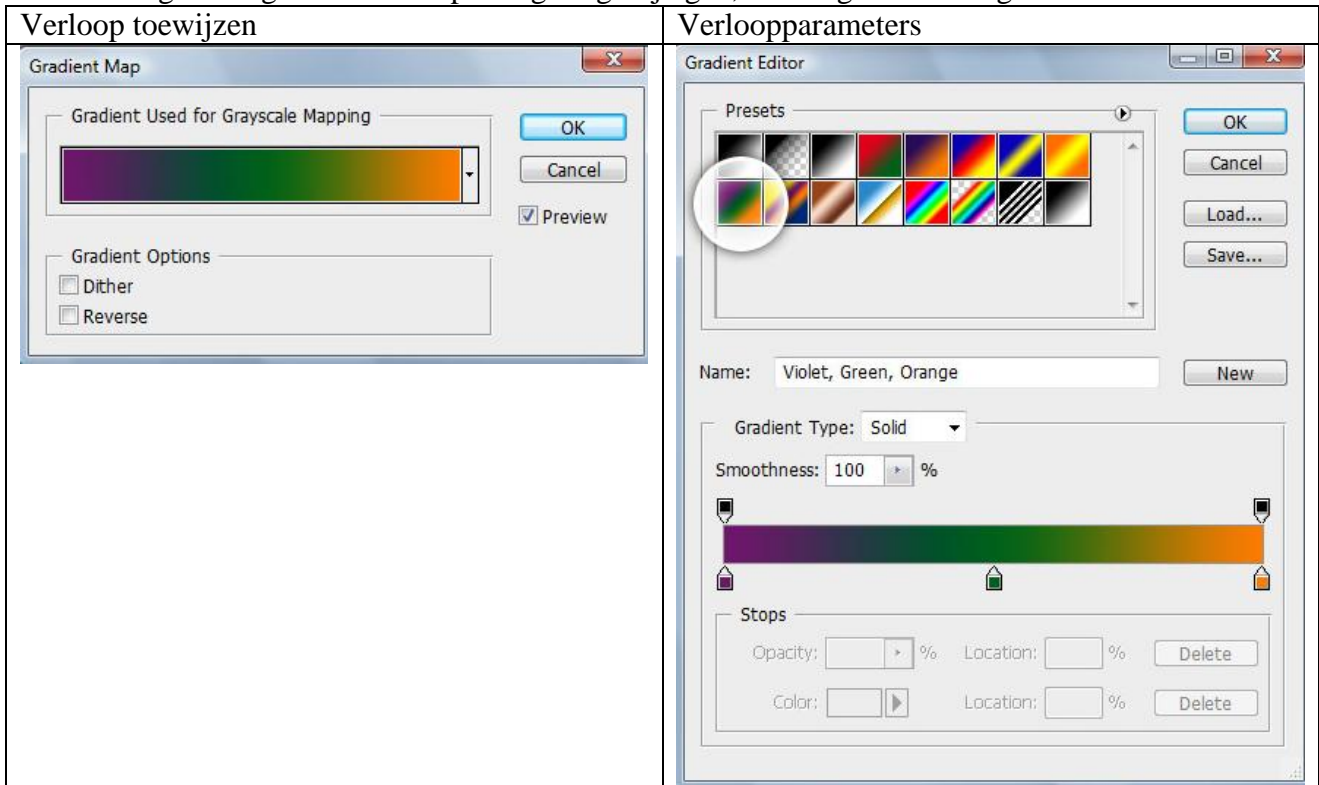 Verloop toewijzen
Verloopparameters
Gradient Map
Gradient Used for Grayscale Mapping
OK
Cancel
Preview
Gradient Options
Dither
Reverse
Gradient Editor
Presets
OK
Cancel
Load...
Save...
Name: Violet, Green, Orange
New
Gradient Type: Solid
Smoothness: 100 %
Stops
Opacity: % Location: % Delete
Color: Location: % Delete